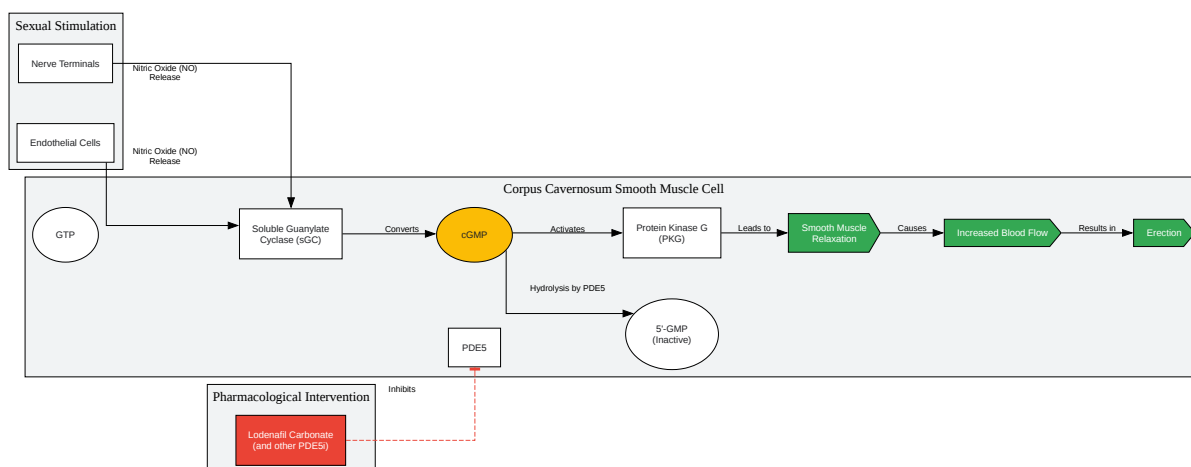 Sexual Stimulation
Nerve Terminals
Nitric Oxide (NO)
Release
Endlothelial Cells
Nitric Oxide (NO)
Release
Corpus Cavernosum Smooth Muscle Cell
GTP
Soluble Guanylate
Cyclase (sGC)
Converts
cGMP
Activates
Protein Kinase G
(PKG)
Leads to
Smooth Muscle
Relaxation
Causes
Increased Blood Flow
Results in
Erection
Hydrolysis by PDE5
5'-GMP
(Inactive)
PDE5
Inhibits
Pharmacological Intervention
Lodenafil Carbonate
(and other PDE5i)